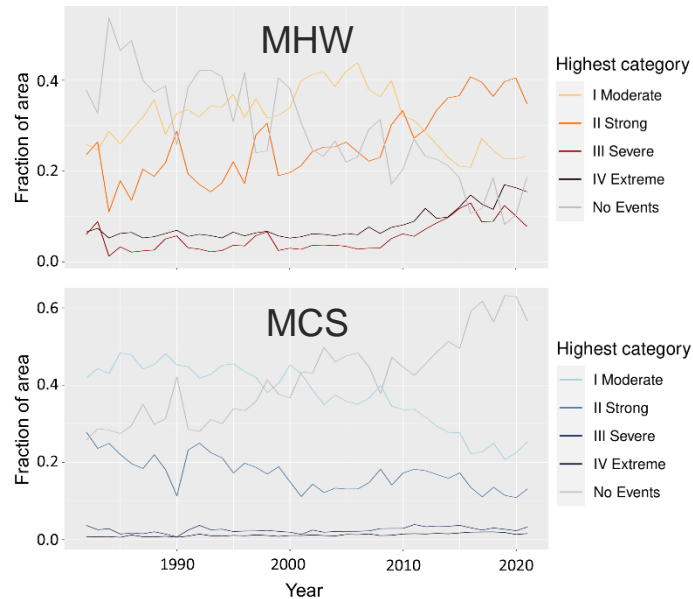 MHW
Fraction of area
0.4
0.2
0.0
Highest category
I Moderate
II Strong
III Severe
IV Extreme
No Events
MCS
Fraction of area
0.6
0.4
0.2
0.0
1990
2000
2010
2020
Year
Highest category
I Moderate
II Strong
III Severe
IV Extreme
No Events